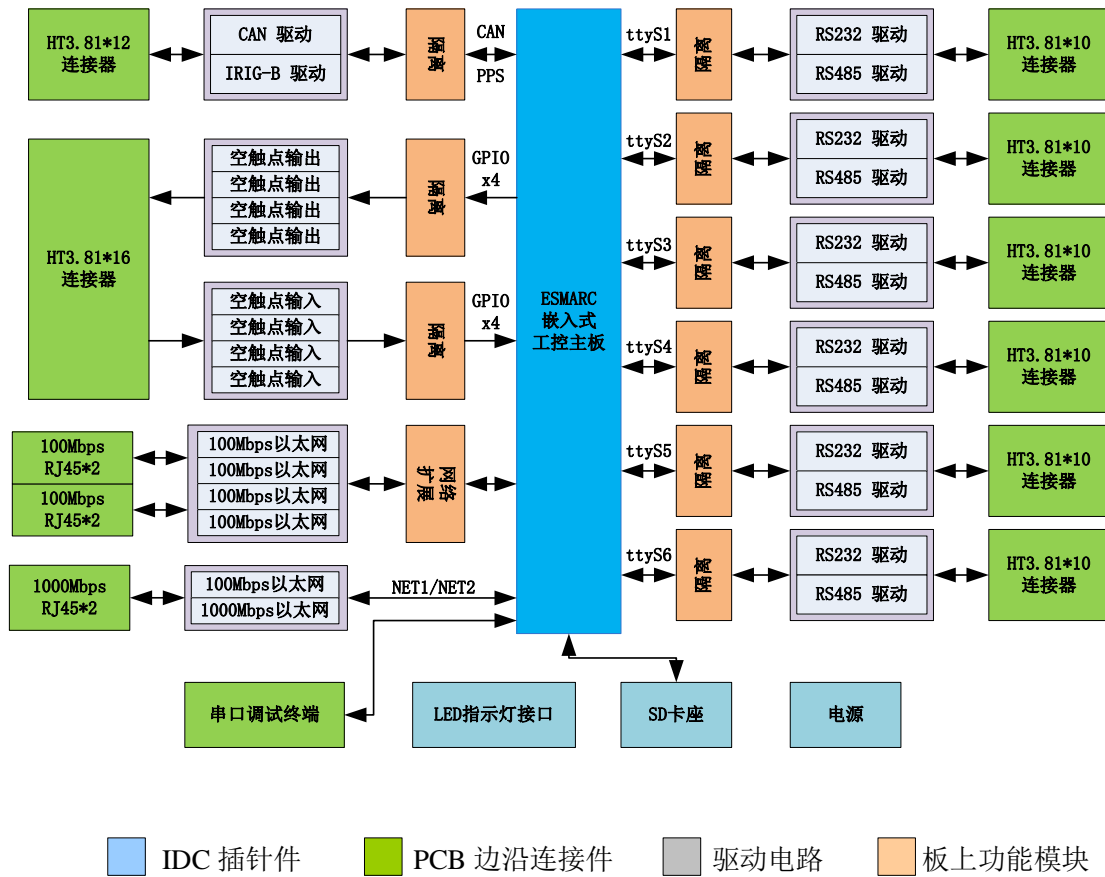 HT3.81*12
连接器
CAN 驱动
IRIG-B 驱动
隔离
CAN
PPS
HT3.81*16
连接器
空触点输出
空触点输出
空触点输出
空触点输出
隔离
GPIO
x4
空触点输入
空触点输入
空触点输入
空触点输入
隔离
GPIO
x4
100Mbps
RJ45*2
100Mbps
RJ45*2
100Mbps以太网
100Mbps以太网
100Mbps以太网
100Mbps以太网
网络
扩展
1000Mbps
RJ45*2
100Mbps以太网
1000Mbps以太网
NET1/NET2
ESMARC
嵌入式
工控主板
ttyS1
隔离
RS232 驱动
RS485 驱动
HT3.81*10
连接器
ttyS2
隔离
RS232 驱动
RS485 驱动
HT3.81*10
连接器
ttyS3
隔离
RS232 驱动
RS485 驱动
HT3.81*10
连接器
ttyS4
隔离
RS232 驱动
RS485 驱动
HT3.81*10
连接器
ttyS5
隔离
RS232 驱动
RS485 驱动
HT3.81*10
连接器
ttyS6
隔离
RS232 驱动
RS485 驱动
HT3.81*10
连接器
串口调试终端
LED指示灯接口
SD卡座
电源
IDC 插针件
PCB 边沿连接件
驱动电路
板上功能模块